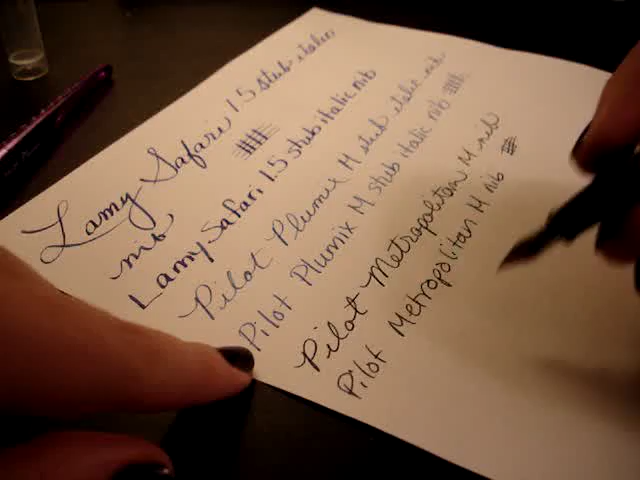 Lamy Safari 1.5 stub italic
nib
Lamy Safari 1.5 stub italic nib
Pilot Plumix M stub italic nib
Pilot Plumix M stub italic nib
Pilot Metropolitan M nib
Pilot Metropolitan M nib